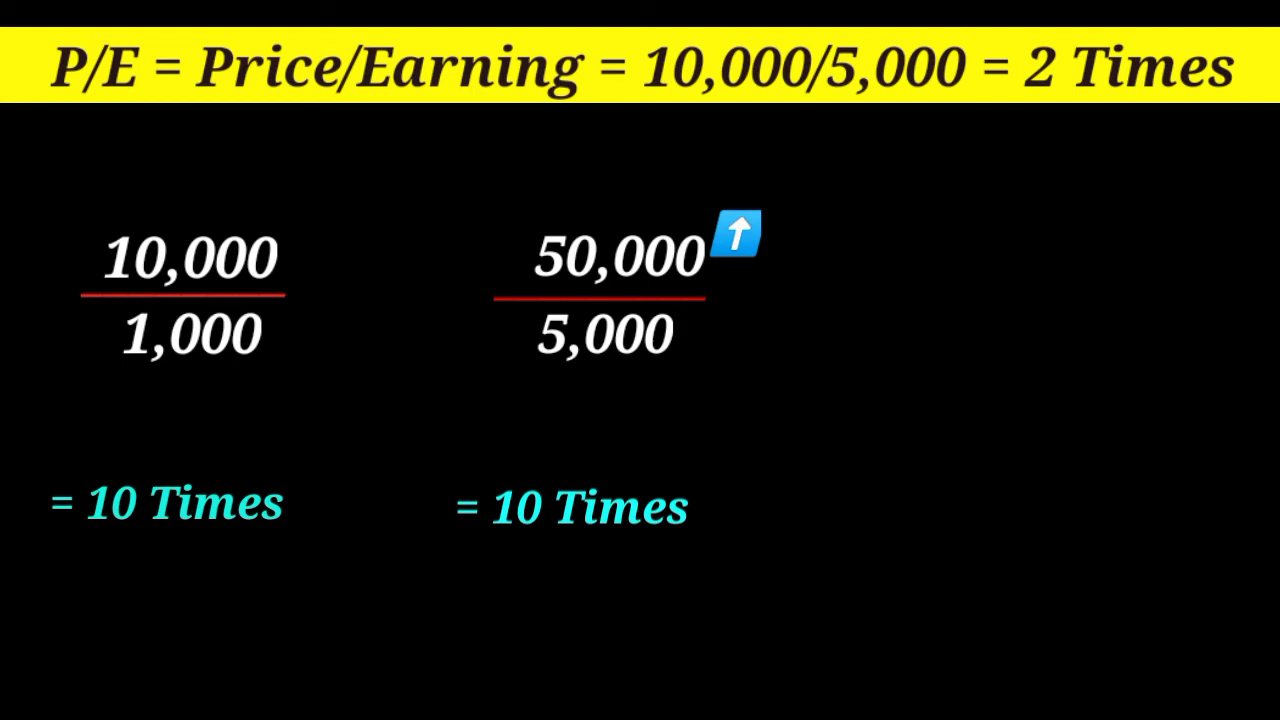 P/E = Price/Earning = 10,000/5,000 = 2 Times
10,000
1,000
= 10 Times
50,000
5,000
= 10 Times